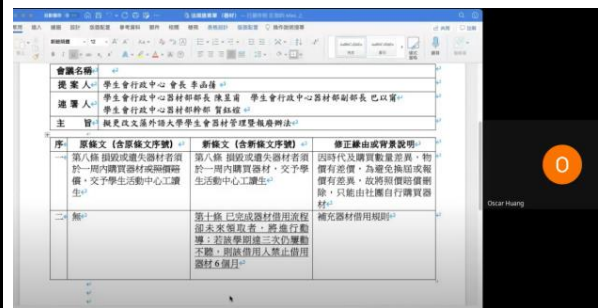 會議名稱
提案人 學生會行政中心 會長 李函蒨
連署人 學生會行政中心器材部部長 陳昱甫 學生會行政中心器材部副部長 巴以甯
學生會行政中心器材部幹部 賀鈺絃
主 旨 擬更改文藻外語大學學生會器材管理暨報廢辦法
序 原條文（含原條文序號） 新條文（含新條文序號） 修正緣由或背景說明
一 第八條 損毀或遺失器材者須
於一周內購買器材或照價賠
償，交予學生活動中心工讀
生
第八條 損毀或遺失器材者須
於一周內購買器材，交予學
生活動中心工讀生
因時代及購買數量差異，物
價有差價，為避免換屆或報
價有差異，故將照價賠償刪
除，只能由社團自行購買器
材
二 無
第十條 已完成器材借用流程
卻未來領取者，將進行勸
導；若該學期達三次仍屢勸
不聽，則該借用人禁止借用
器材 6 個月
補充器材借用規則
O
Oscar Huang